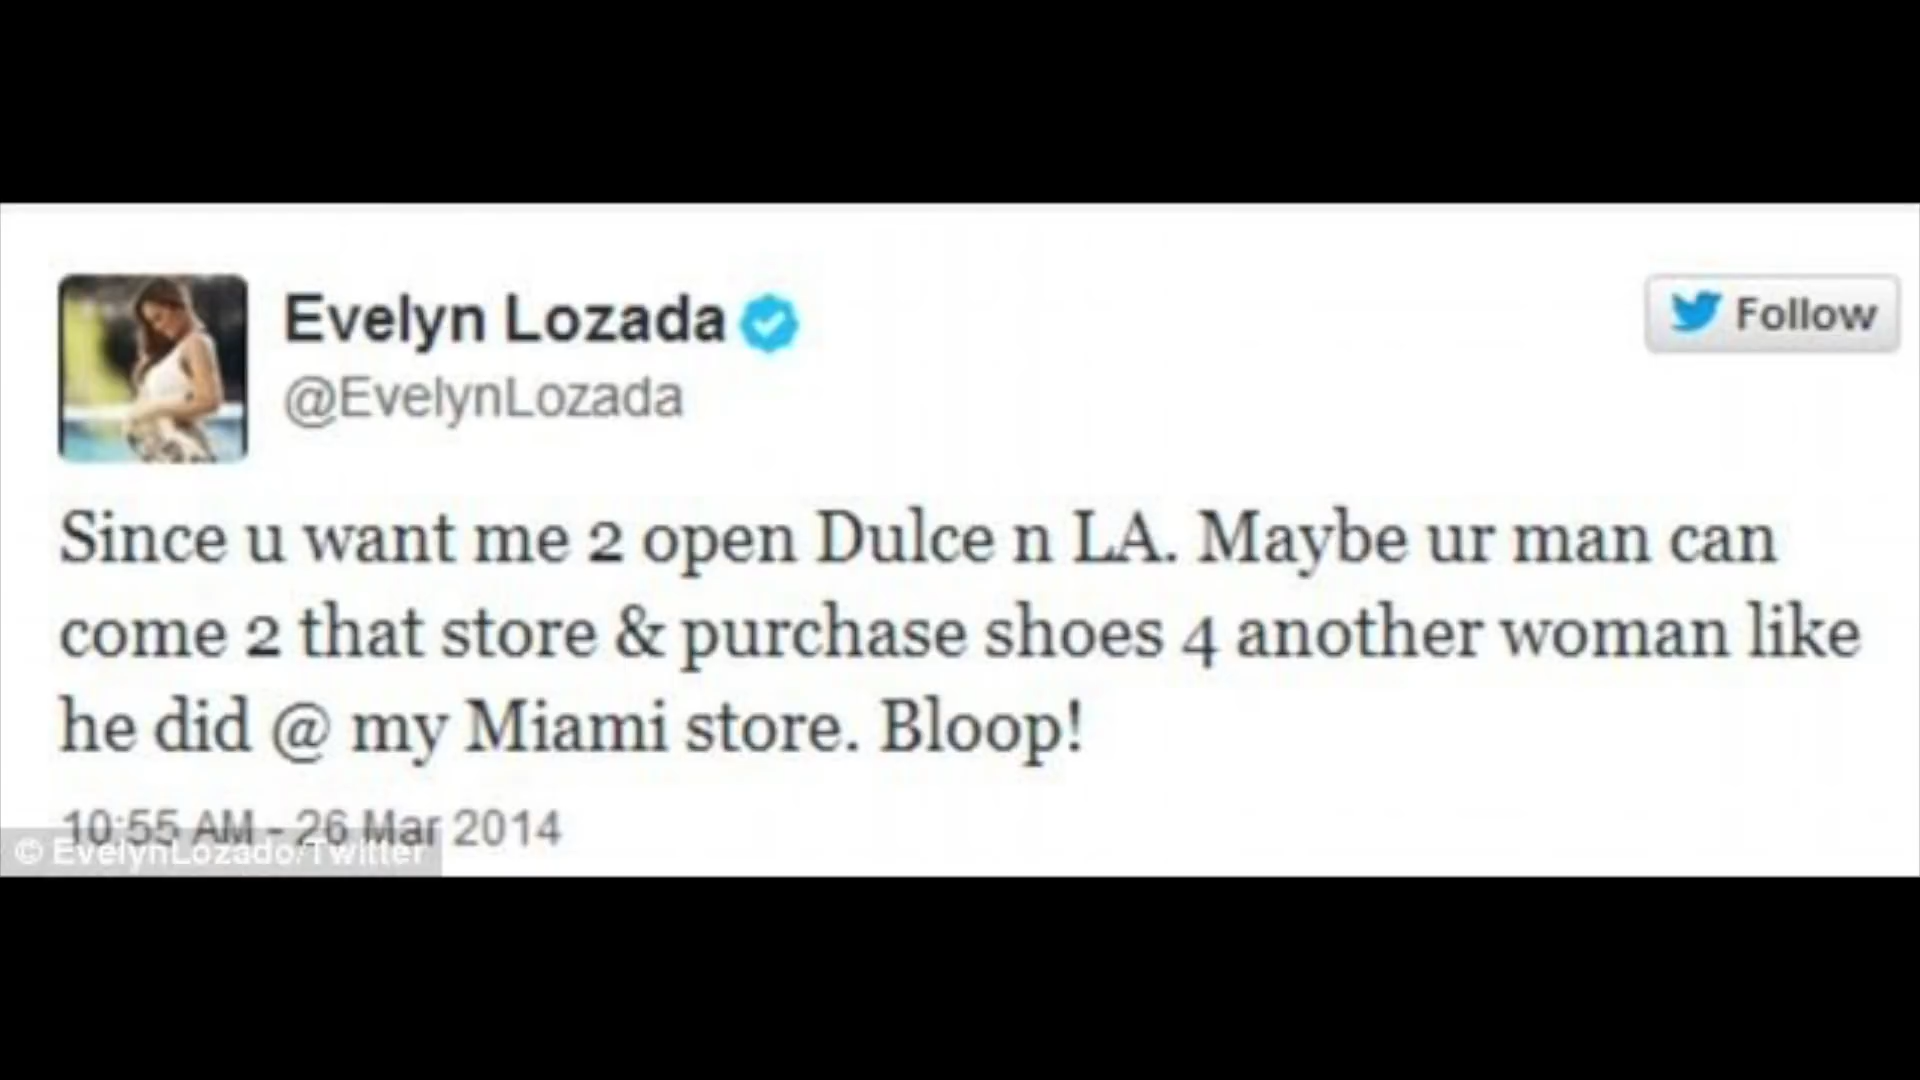 Evelyn Lozada
@EvelynLozada
Follow
Since u want me 2 open Dulce n LA. Maybe ur man can
come 2 that store & purchase shoes 4 another woman like
he did @ my Miami store. Bloop!
10:55 AM - 26 Mar 2014
© EvelynLozado/Twitter